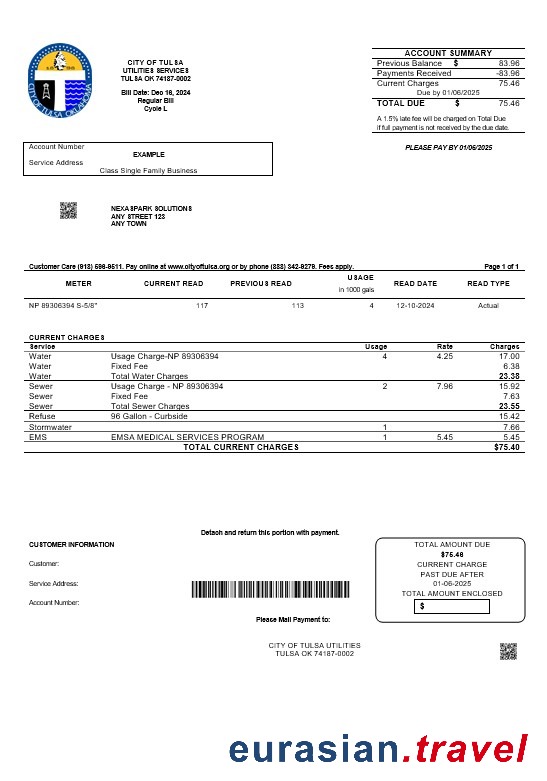 CITY OF TULSA OKLAHOMA
CITY OF TULSA
UTILITIES SERVICES
TULSA OK 74187-0002
Bill Date: Dec 16, 2024
Regular Bill
Cycle L
ACCOUNT SUMMARY
Previous Balance $ 83.96
Payments Received -83.96
Current Charges 75.46
Due by 01/06/2025
TOTAL DUE $ 75.46
A 1.5% late fee will be charged on Total Due
if full payment is not received by the due date.
PLEASE PAY BY 01/06/2025
Account Number
EXAMPLE
Service Address
Class Single Family Business
NEXASPARK SOLUTIONS
ANY STREET 123
ANY TOWN
Customer Care (918) 596-9511. Pay online at www.cityoftulsa.org or by phone (888) 342-9279. Fees apply. Page 1 of 1
METER CURRENT READ PREVIOUS READ USAGE in 1000 gals READ DATE READ TYPE
NP 89306394 S-5/8" 117 113 4 12-10-2024 Actual
CURRENT CHARGES
Service Usage Rate Charges
Water Usage Charge-NP 89306394 4 4.25 17.00
Water Fixed Fee 6.38
Water Total Water Charges 23.38
Sewer Usage Charge - NP 89306394 2 7.96 15.92
Sewer Fixed Fee 7.63
Sewer Total Sewer Charges 23.55
Refuse 96 Gallon - Curbside 15.42
Stormwater 1 7.66
EMS EMSA MEDICAL SERVICES PROGRAM 1 5.45 5.45
TOTAL CURRENT CHARGES $75.40
Detach and return this portion with payment.
CUSTOMER INFORMATION
Customer:
Service Address:
Account Number:
Please Mail Payment to:
CITY OF TULSA UTILITIES
TULSA OK 74187-0002
TOTAL AMOUNT DUE
$75.46
CURRENT CHARGE
PAST DUE AFTER
01-06-2025
TOTAL AMOUNT ENCLOSED
$
eurasian.travel